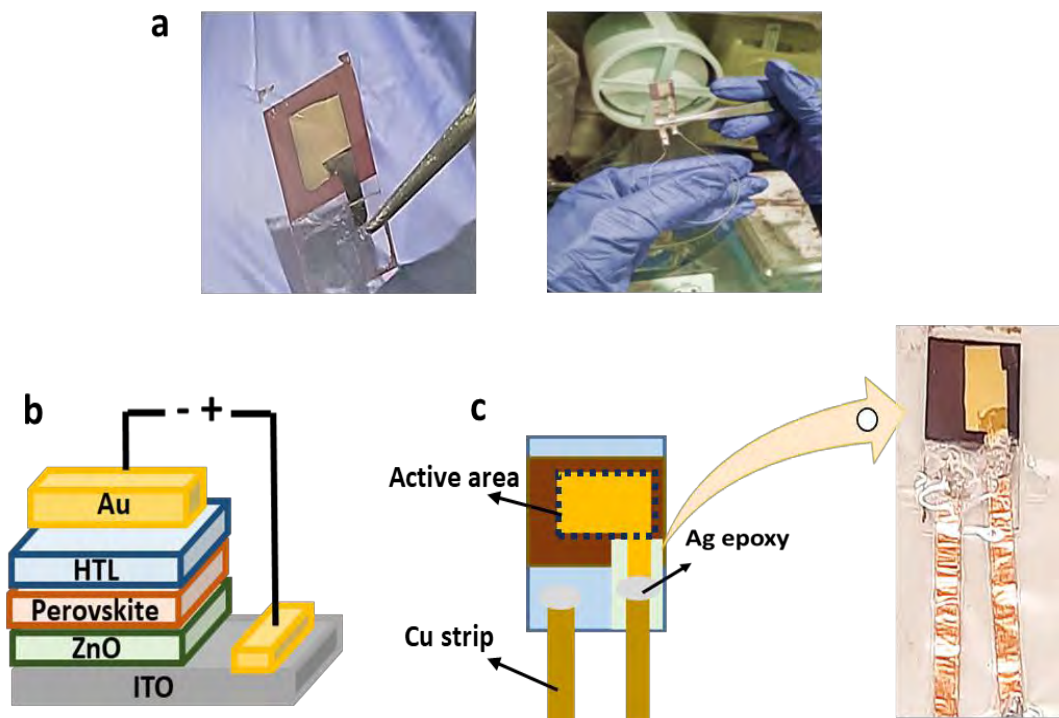 a
b
- +
Au
HTL
Perovskite
ZnO
ITO
c
Active area
Ag epoxy
Cu strip